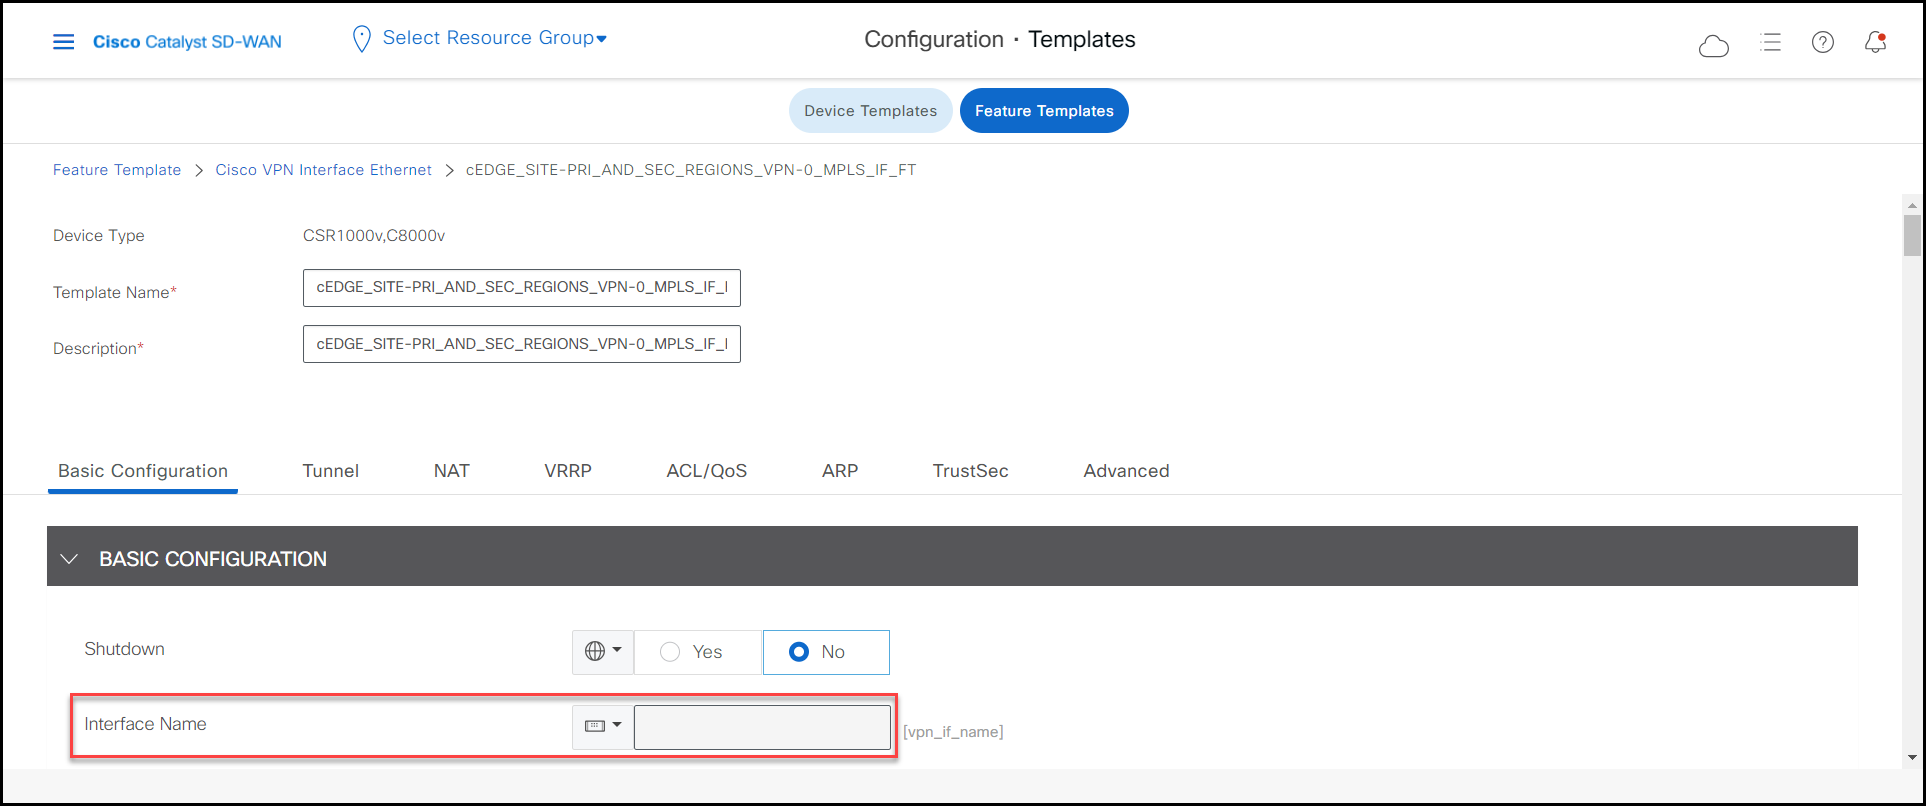 Cisco Catalyst SD-WAN
Select Resource Group
Configuration · Templates
Device Templates
Feature Templates
Feature Template > Cisco VPN Interface Ethernet > cEDGE_SITE-PRI_AND_SEC_REGIONS_VPN-0_MPLS_IF_FT
Device Type CSR1000v,C8000v
Template Name* cEDGE_SITE-PRI_AND_SEC_REGIONS_VPN-0_MPLS_IF_
Description* cEDGE_SITE-PRI_AND_SEC_REGIONS_VPN-0_MPLS_IF_
Basic Configuration Tunnel NAT VRRP ACL/QoS ARP TrustSec Advanced
BASIC CONFIGURATION
Shutdown Yes No
Interface Name [vpn_if_name]